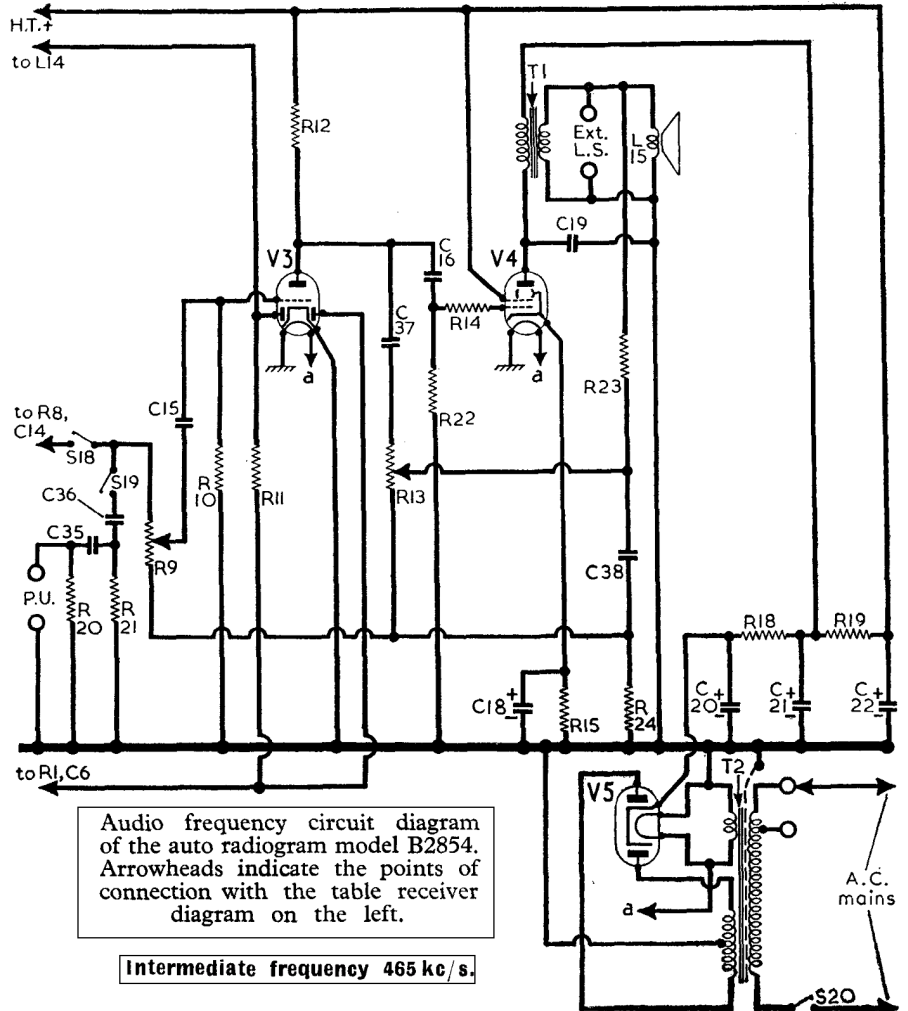 H.T.+
to L14
T1
R12
Ext.
L.S.
L
15
C19
V3
C
16
V4
R14
C
37
a
a
R23
R22
to R8,
C14
S18
C15
S19
R
10
R11
R13
C36
C35
R9
C38
P.U.
R
20
R
21
R18
R19
C18
+
-
R15
R
24
C
20
+
-
C
21
+
-
C
22
+
-
to R1, C6
V5
T2
Audio frequency circuit diagram
of the auto radiogram model B2854.
Arrowheads indicate the points of
connection with the table receiver
diagram on the left.
A.C.
mains
a
Intermediate frequency 465 kc/s.
S20